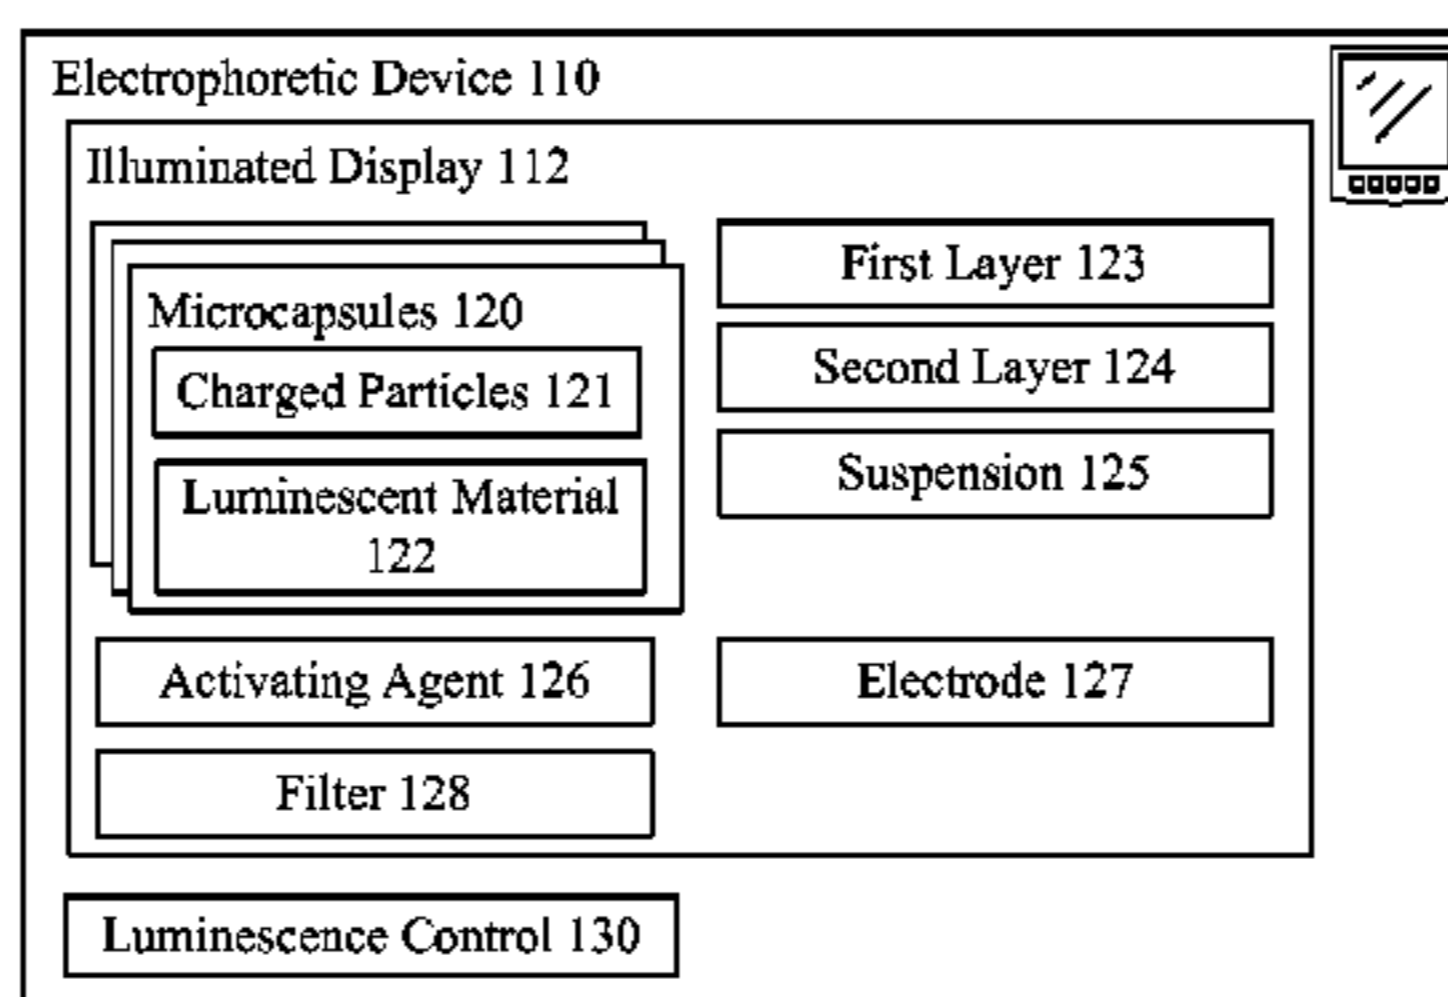 Electrophoretic Device 110
Illuminated Display 112
Microcapsules 120
Charged Particles 121
Luminescent Material
122
First Layer 123
Second Layer 124
Suspension 125
Activating Agent 126
Electrode 127
Filter 128
Luminescence Control 130